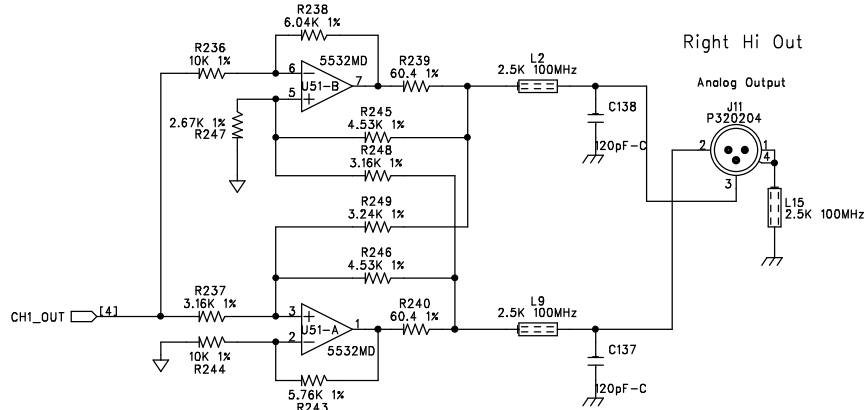 R238
6.04K 1%
R236
10K 1%
6
5532MD
7
U51-B
5
R239
60.4 1%
L2
2.5K 100MHz
Right Hi Out
Analog Output
J11
P320204
C138
120pF-C
2.67K 1%
R247
R245
4.53K 1%
R248
3.16K 1%
2
1
4
3
L15
2.5K 100MHz
R249
3.24K 1%
R246
4.53K 1%
R237
3.16K 1%
CH1_OUT
[4]
3
U51-A
1
2
5532MD
R240
60.4 1%
L9
2.5K 100MHz
10K 1%
R244
5.76K 1%
R243
C137
120pF-C